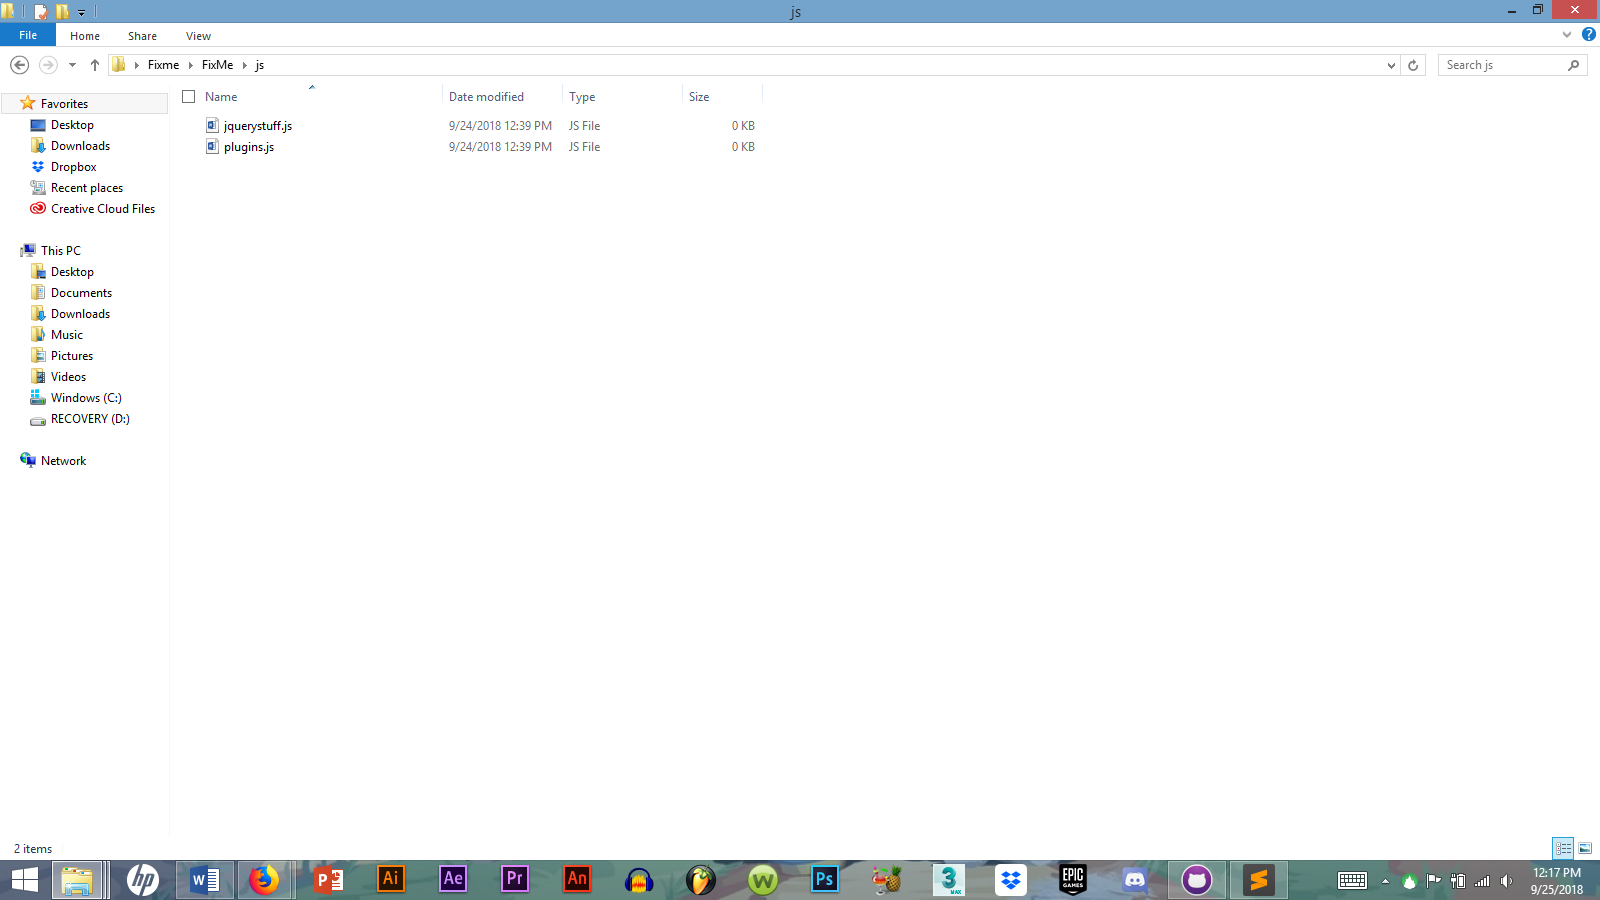 js
File Home Share View
Fixme FixMe js
Search js
Name Date modified Type Size
jquerystuff.js 9/24/2018 12:39 PM JS File 0 KB
plugins.js 9/24/2018 12:39 PM JS File 0 KB
Favorites
Desktop
Downloads
Dropbox
Recent places
Creative Cloud Files
This PC
Desktop
Documents
Downloads
Music
Pictures
Videos
Windows (C:)
RECOVERY (D:)
Network
2 items
hp
W
P
Ai
Ae
Pr
An
W
Ps
3
MAX
EPIC
GAMES
S
12:17 PM
9/25/2018